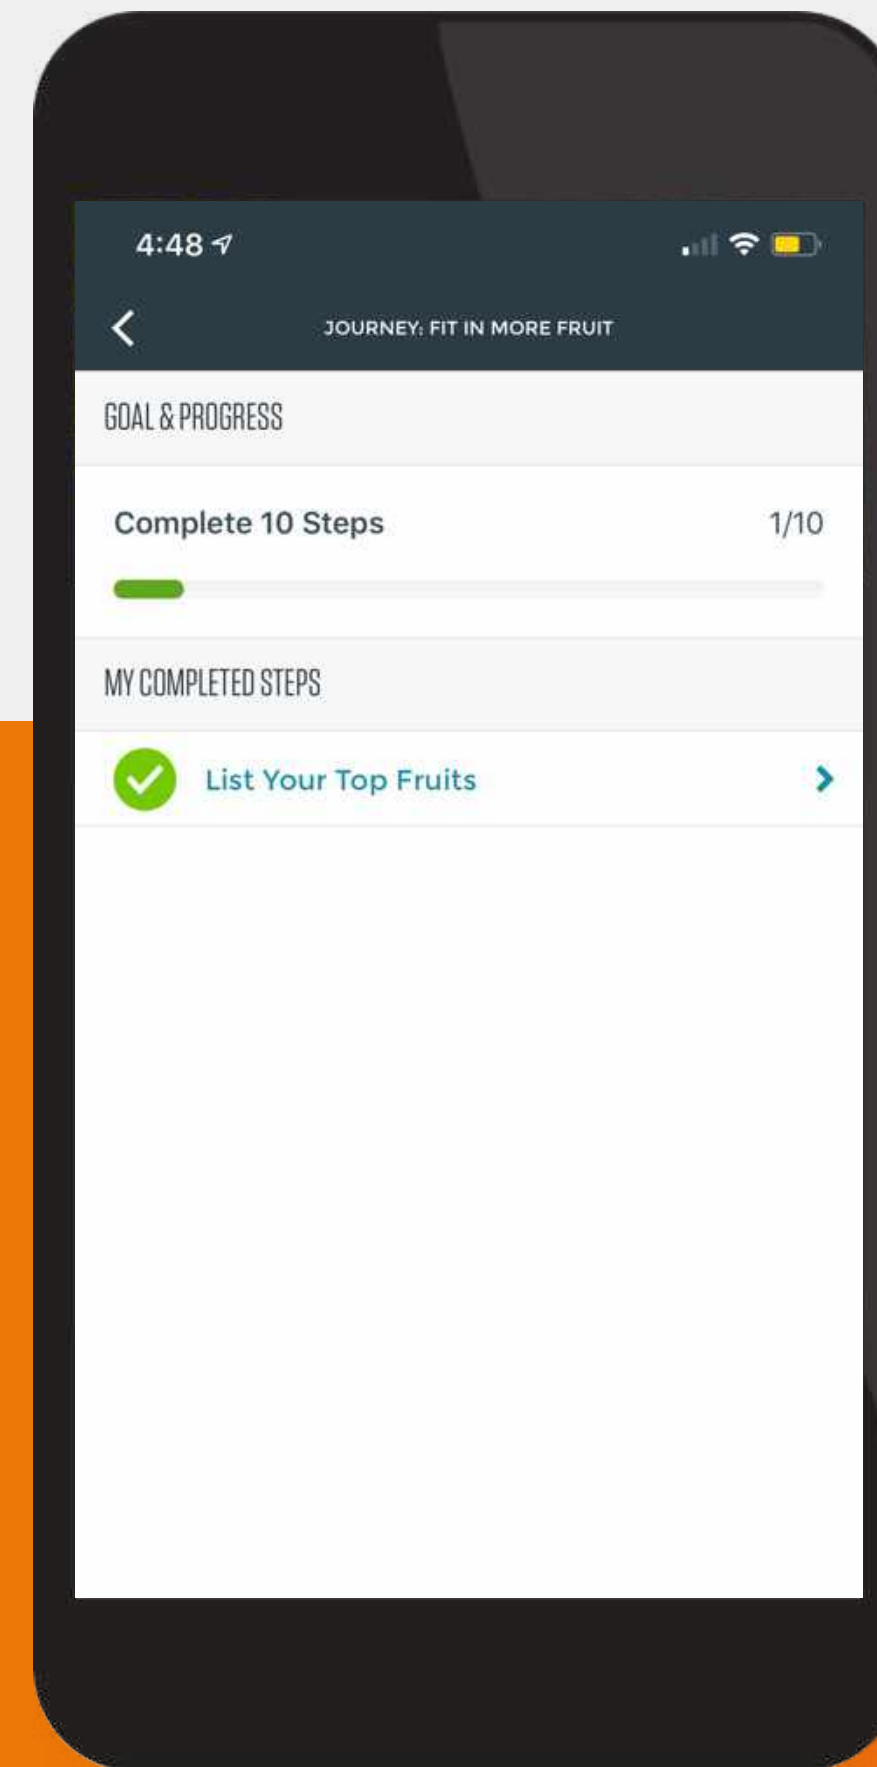 4:48
JOURNEY: FIT IN MORE FRUIT
GOAL & PROGRESS
Complete 10 Steps 1/10
MY COMPLETED STEPS
List Your Top Fruits